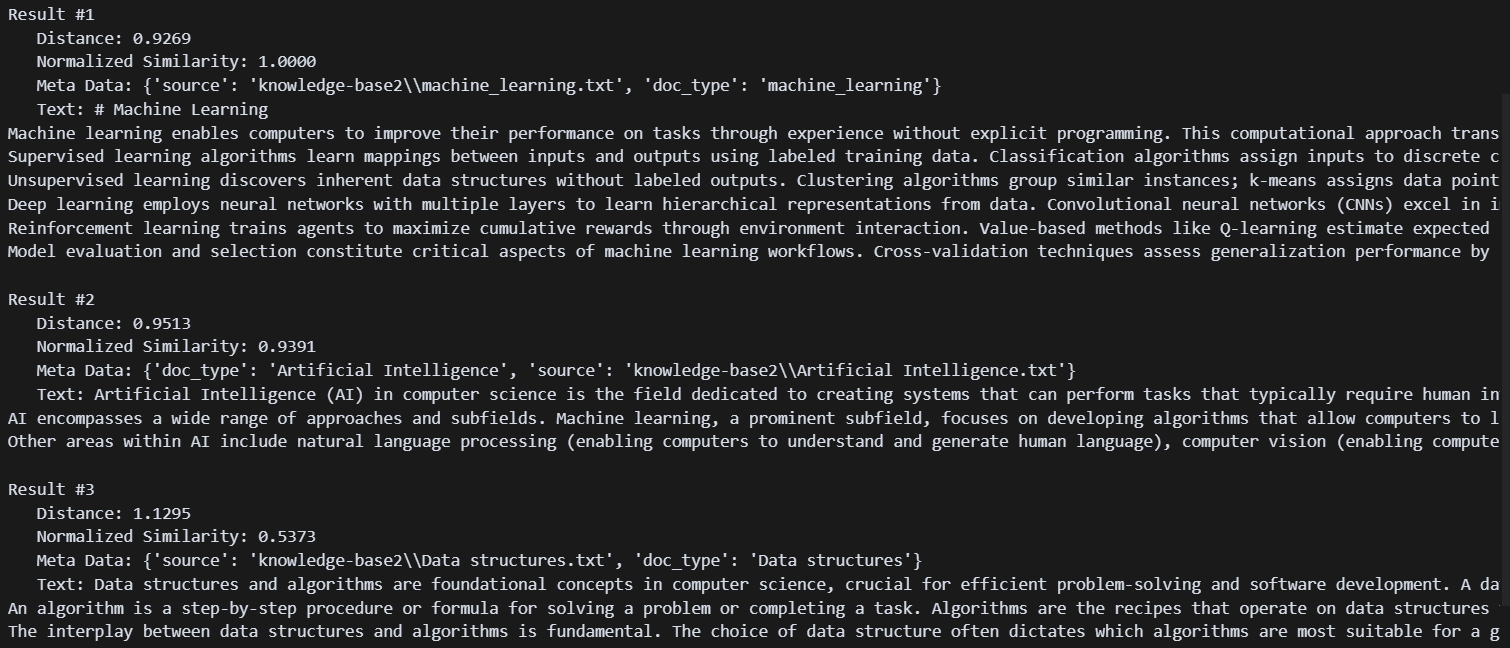 Result #1
Distance: 0.9269
Normalized Similarity: 1.0000
Meta Data: {'source': 'knowledge-base2\\machine_learning.txt', 'doc_type': 'machine_learning'}
Text: # Machine Learning
Machine learning enables computers to improve their performance on tasks through experience without explicit programming. This computational approach trans
Supervised learning algorithms learn mappings between inputs and outputs using labeled training data. Classification algorithms assign inputs to discrete c
Unsupervised learning discovers inherent data structures without labeled outputs. Clustering algorithms group similar instances; k-means assigns data point
Deep learning employs neural networks with multiple layers to learn hierarchical representations from data. Convolutional neural networks (CNNs) excel in i
Reinforcement learning trains agents to maximize cumulative rewards through environment interaction. Value-based methods like Q-learning estimate expected
Model evaluation and selection constitute critical aspects of machine learning workflows. Cross-validation techniques assess generalization performance by
Result #2
Distance: 0.9513
Normalized Similarity: 0.9391
Meta Data: {'doc_type': 'Artificial Intelligence', 'source': 'knowledge-base2\\Artificial Intelligence.txt'}
Text: Artificial Intelligence (AI) in computer science is the field dedicated to creating systems that can perform tasks that typically require human in
AI encompasses a wide range of approaches and subfields. Machine learning, a prominent subfield, focuses on developing algorithms that allow computers to l
Other areas within AI include natural language processing (enabling computers to understand and generate human language), computer vision (enabling compute
Result #3
Distance: 1.1295
Normalized Similarity: 0.5373
Meta Data: {'source': 'knowledge-base2\\Data structures.txt', 'doc_type': 'Data structures'}
Text: Data structures and algorithms are foundational concepts in computer science, crucial for efficient problem-solving and software development. A da
An algorithm is a step-by-step procedure or formula for solving a problem or completing a task. Algorithms are the recipes that operate on data structures
The interplay between data structures and algorithms is fundamental. The choice of data structure often dictates which algorithms are most suitable for a g